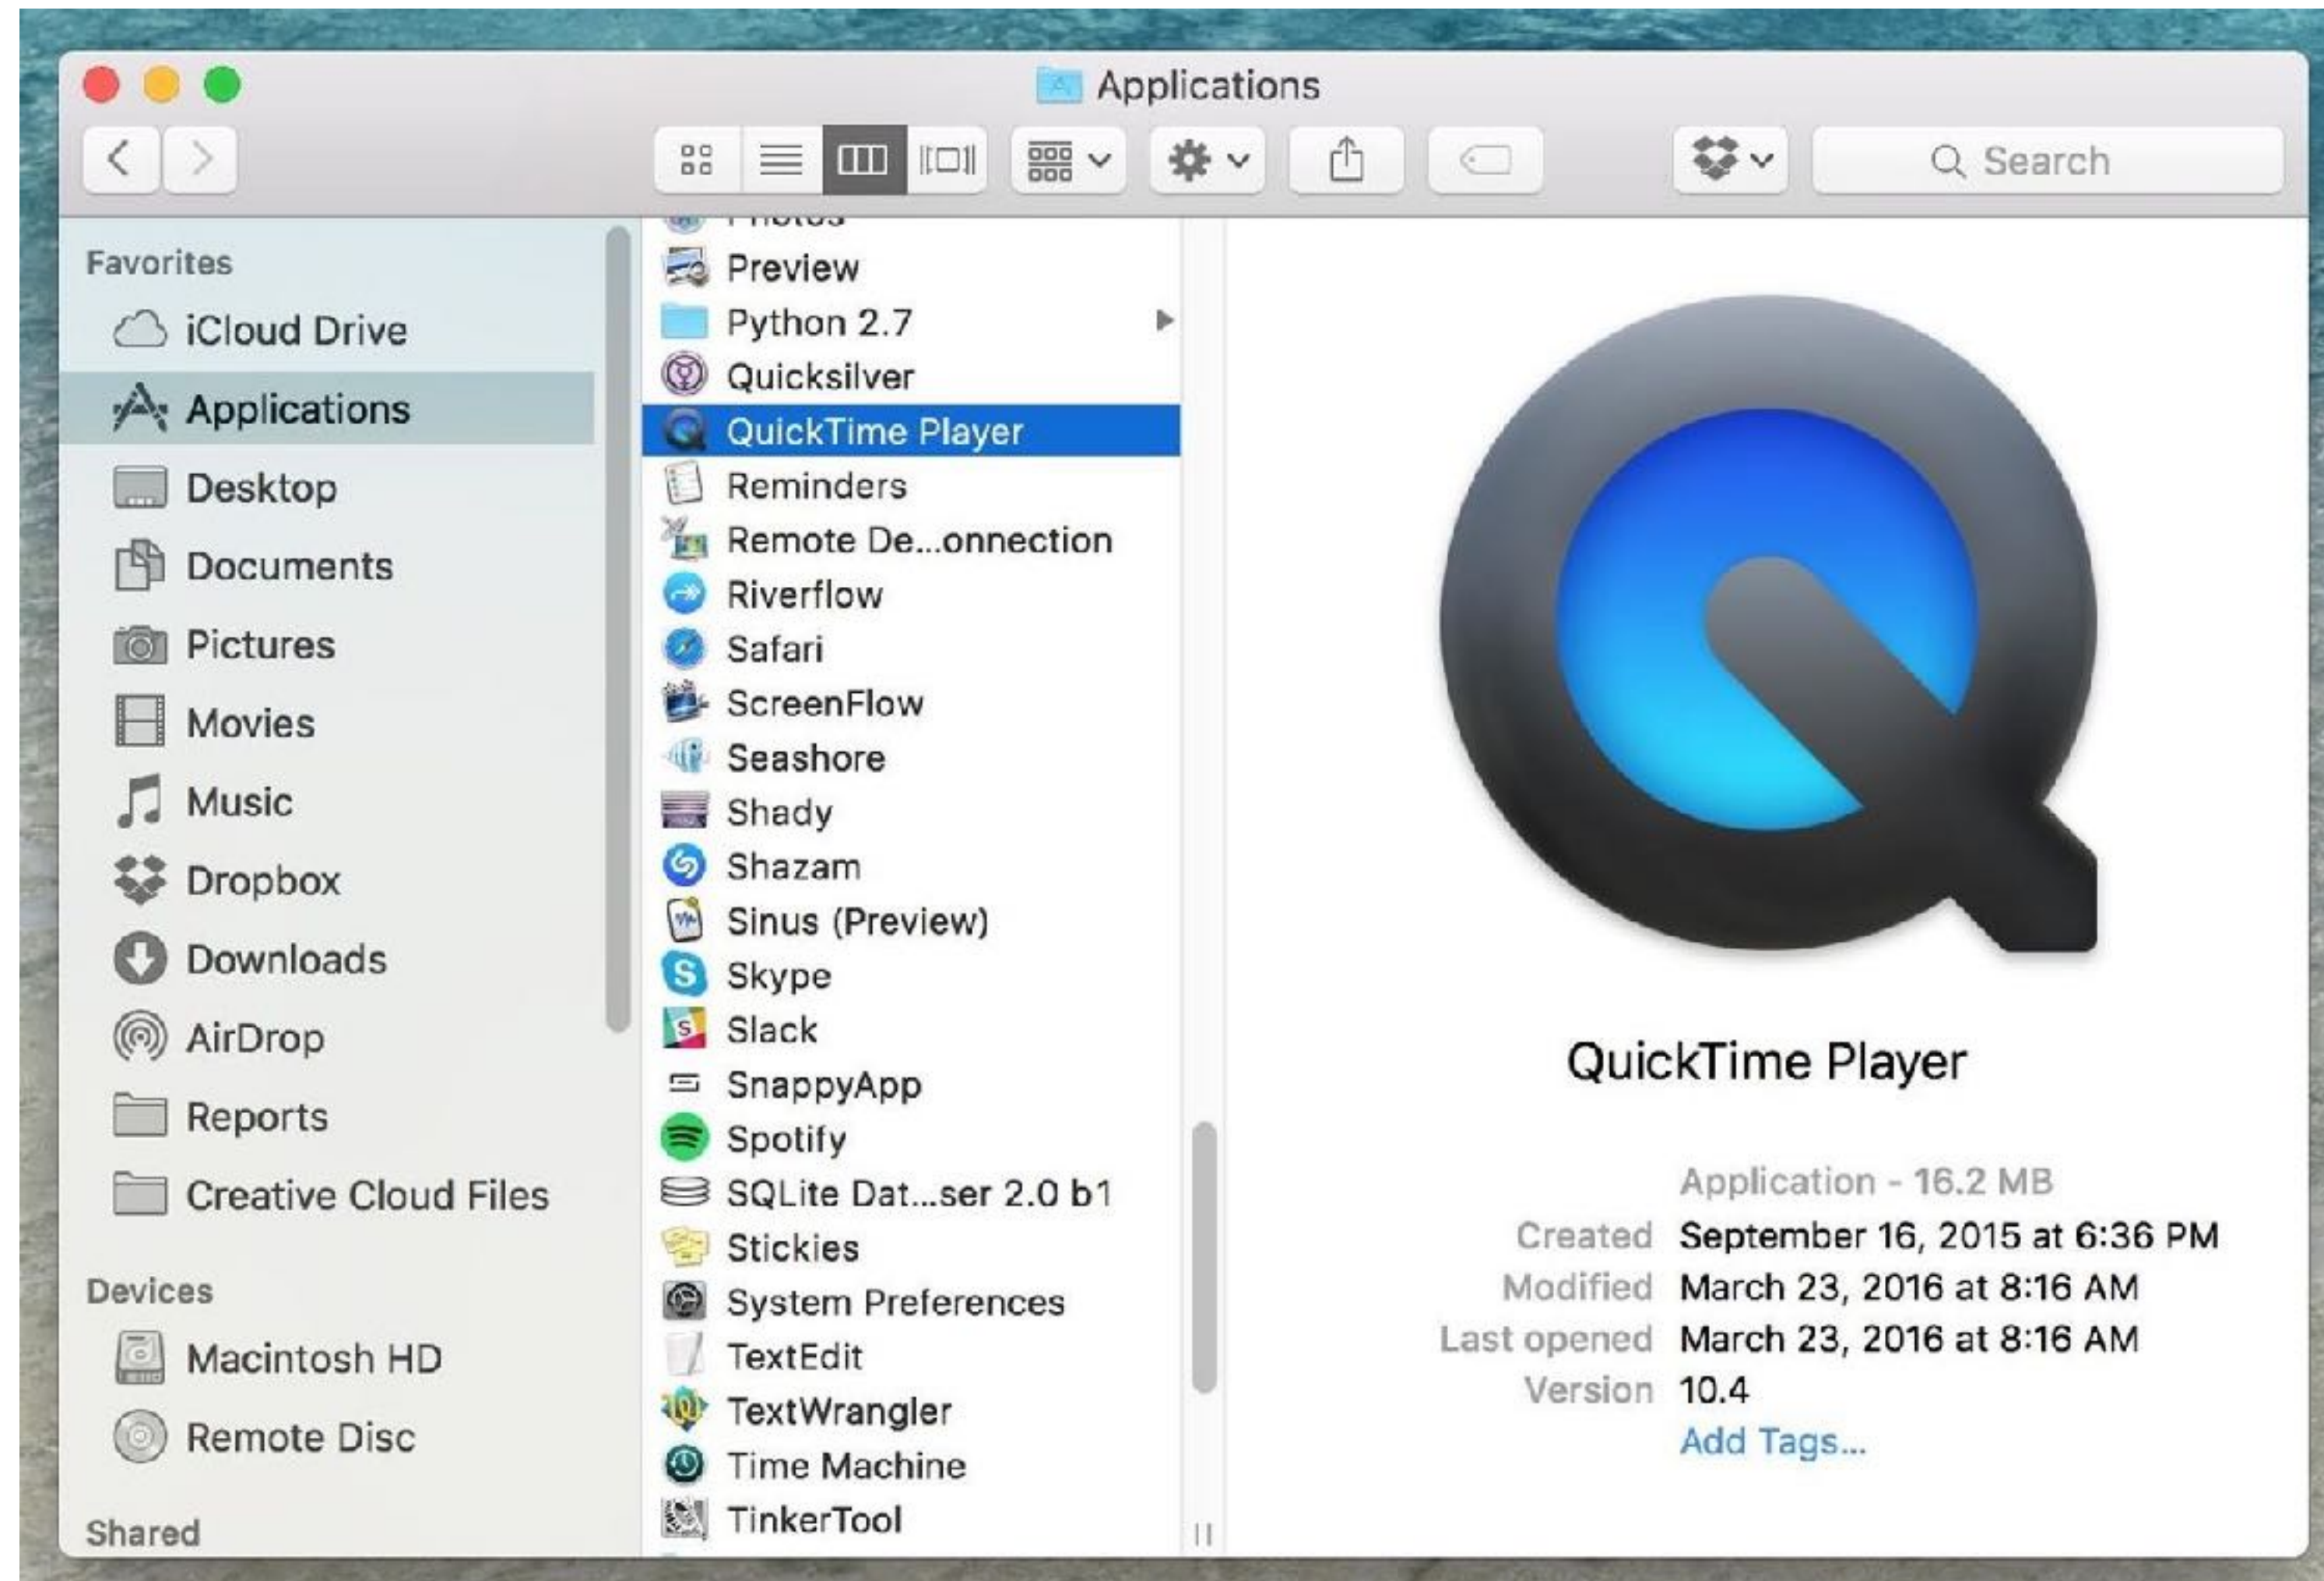 Applications
Search
Favorites
iCloud Drive
Applications
Desktop
Documents
Pictures
Movies
Music
Dropbox
Downloads
AirDrop
Reports
Creative Cloud Files
Devices
Macintosh HD
Remote Disc
Shared
Photos
Preview
Python 2.7
Quicksilver
QuickTime Player
Reminders
Remote De...onnection
Riverflow
Safari
ScreenFlow
Seashore
Shady
Shazam
Sinus (Preview)
Skype
Slack
SnappyApp
Spotify
SQLite Dat...ser 2.0 b1
Stickies
System Preferences
TextEdit
TextWrangler
Time Machine
TinkerTool
QuickTime Player
Application - 16.2 MB
Created September 16, 2015 at 6:36 PM
Modified March 23, 2016 at 8:16 AM
Last opened March 23, 2016 at 8:16 AM
Version 10.4
Add Tags...